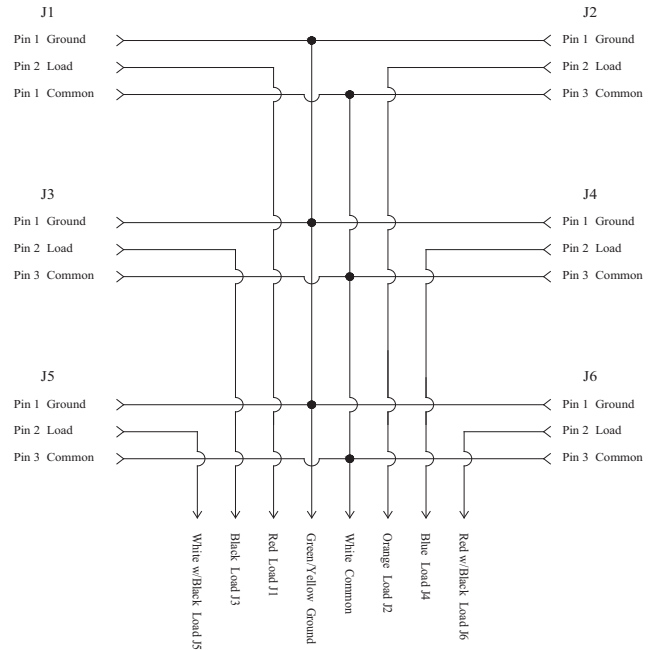 J1
Pin 1 Ground
Pin 2 Load
Pin 1 Common
J2
Pin 1 Ground
Pin 2 Load
Pin 3 Common
J3
Pin 1 Ground
Pin 2 Load
Pin 3 Common
J4
Pin 1 Ground
Pin 2 Load
Pin 3 Common
J5
Pin 1 Ground
Pin 2 Load
Pin 3 Common
J6
Pin 1 Ground
Pin 2 Load
Pin 3 Common
White w/Black Load J5
Black Load J3
Red Load J1
Green/Yellow Ground
White Common
Orange Load J2
Blue Load J4
Red w/Black Load J6